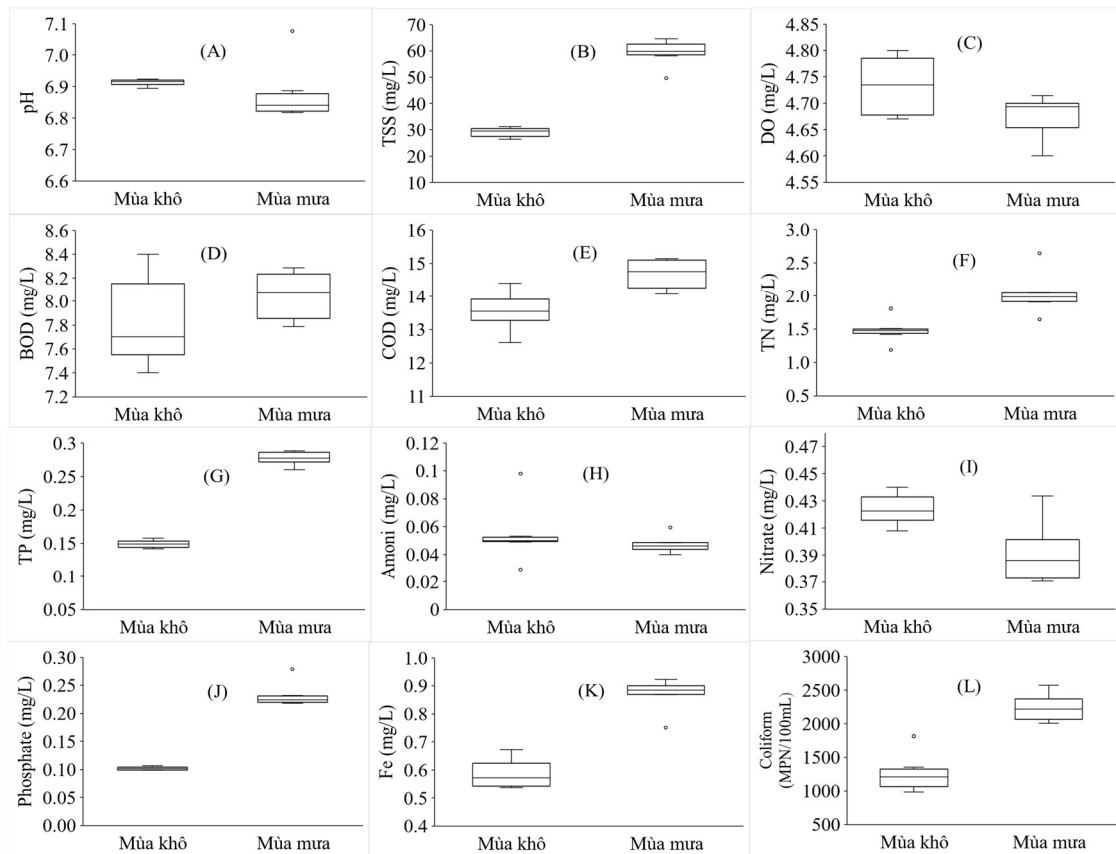 pH
7.1
7.0
6.9
6.8
6.7
6.6
(A)
Mùa khô
Mùa mưa
TSS (mg/L)
70
60
50
40
30
20
10
(B)
Mùa khô
Mùa mưa
DO (mg/L)
4.85
4.80
4.75
4.70
4.65
4.60
4.55
(C)
Mùa khô
Mùa mưa
BOD (mg/L)
8.6
8.4
8.2
8.0
7.8
7.6
7.4
7.2
(D)
Mùa khô
Mùa mưa
COD (mg/L)
16
15
14
13
12
11
(E)
Mùa khô
Mùa mưa
TN (mg/L)
3.0
2.5
2.0
1.5
1.0
0.5
(F)
Mùa khô
Mùa mưa
TP (mg/L)
0.3
0.25
0.2
0.15
0.1
0.05
(G)
Mùa khô
Mùa mưa
Amoni (mg/L)
0.12
0.1
0.08
0.06
0.04
0.02
0
(H)
Mùa khô
Mùa mưa
Nitrate (mg/L)
0.47
0.43
0.41
0.39
0.37
0.35
(I)
Mùa khô
Mùa mưa
Phosphate (mg/L)
0.30
0.25
0.20
0.15
0.10
0.05
0.00
(J)
Mùa khô
Mùa mưa
Fe (mg/L)
1.0
0.9
0.8
0.7
0.6
0.5
0.4
(K)
Mùa khô
Mùa mưa
Coliform
(MPN/100mL)
3000
2500
2000
1500
1000
500
(L)
Mùa khô
Mùa mưa